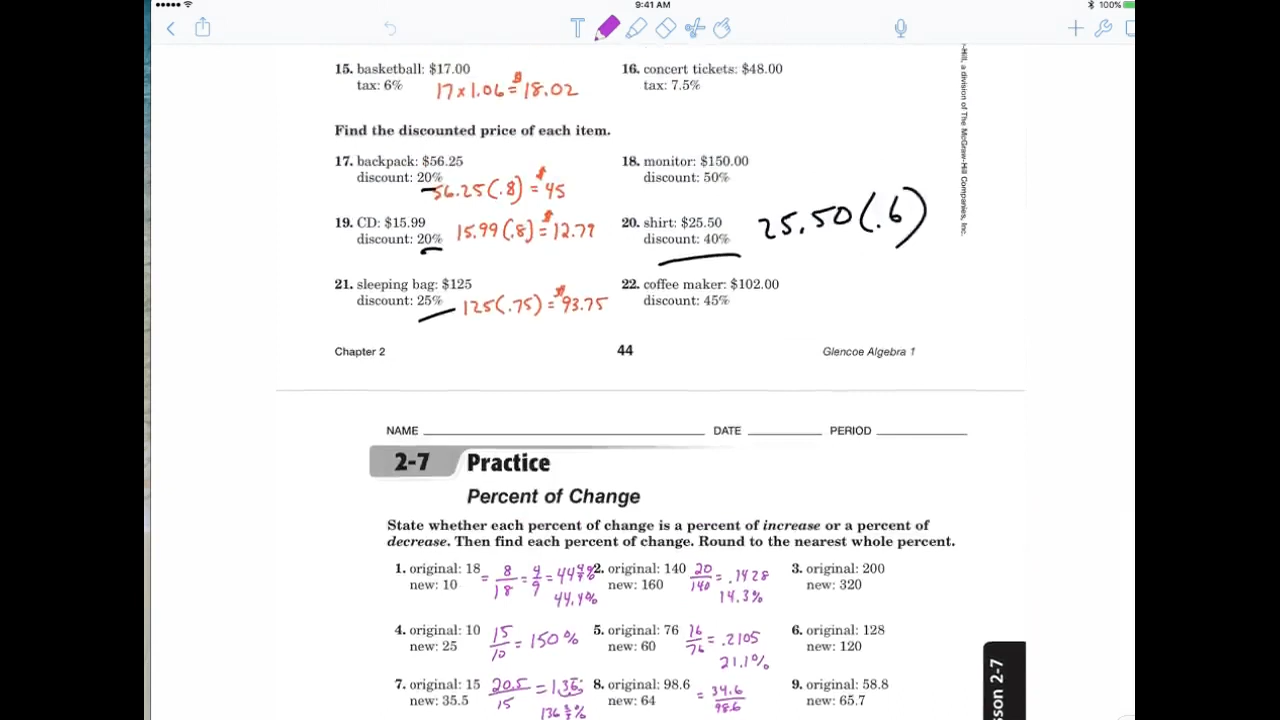 9:41 AM
100%
T
15. basketball: $17.00
tax: 6%
17 x 1.06 = $18.02
16. concert tickets: $48.00
tax: 7.5%
-Hill, a division of The McGraw-Hill Companies, Inc.
Find the discounted price of each item.
17. backpack: $56.25
discount: 20%
56.25(.8) = $45
18. monitor: $150.00
discount: 50%
19. CD: $15.99
discount: 20%
15.99(.8) = $12.79
20. shirt: $25.50
discount: 40%
25.50(.6)
21. sleeping bag: $125
discount: 25%
125(.75) = $93.75
22. coffee maker: $102.00
discount: 45%
Chapter 2
44
Glencoe Algebra 1
NAME
DATE
PERIOD
2-7 Practice
Percent of Change
State whether each percent of change is a percent of increase or a percent of
decrease. Then find each percent of change. Round to the nearest whole percent.
1. original: 18
new: 10
= 8/18 = 4/9 = 44 4/9%
44.4%
2. original: 140
new: 160
20/140 = .1428
14.3%
3. original: 200
new: 320
4. original: 10
new: 25
15/10 = 150%
5. original: 76
new: 60
16/76 = .2105
21.1%
6. original: 128
new: 120
7. original: 15
new: 35.5
20.5/15 = 1.36
8. original: 98.6
new: 64
= 34.6/98.6
9. original: 58.8
new: 65.7
sson 2-7